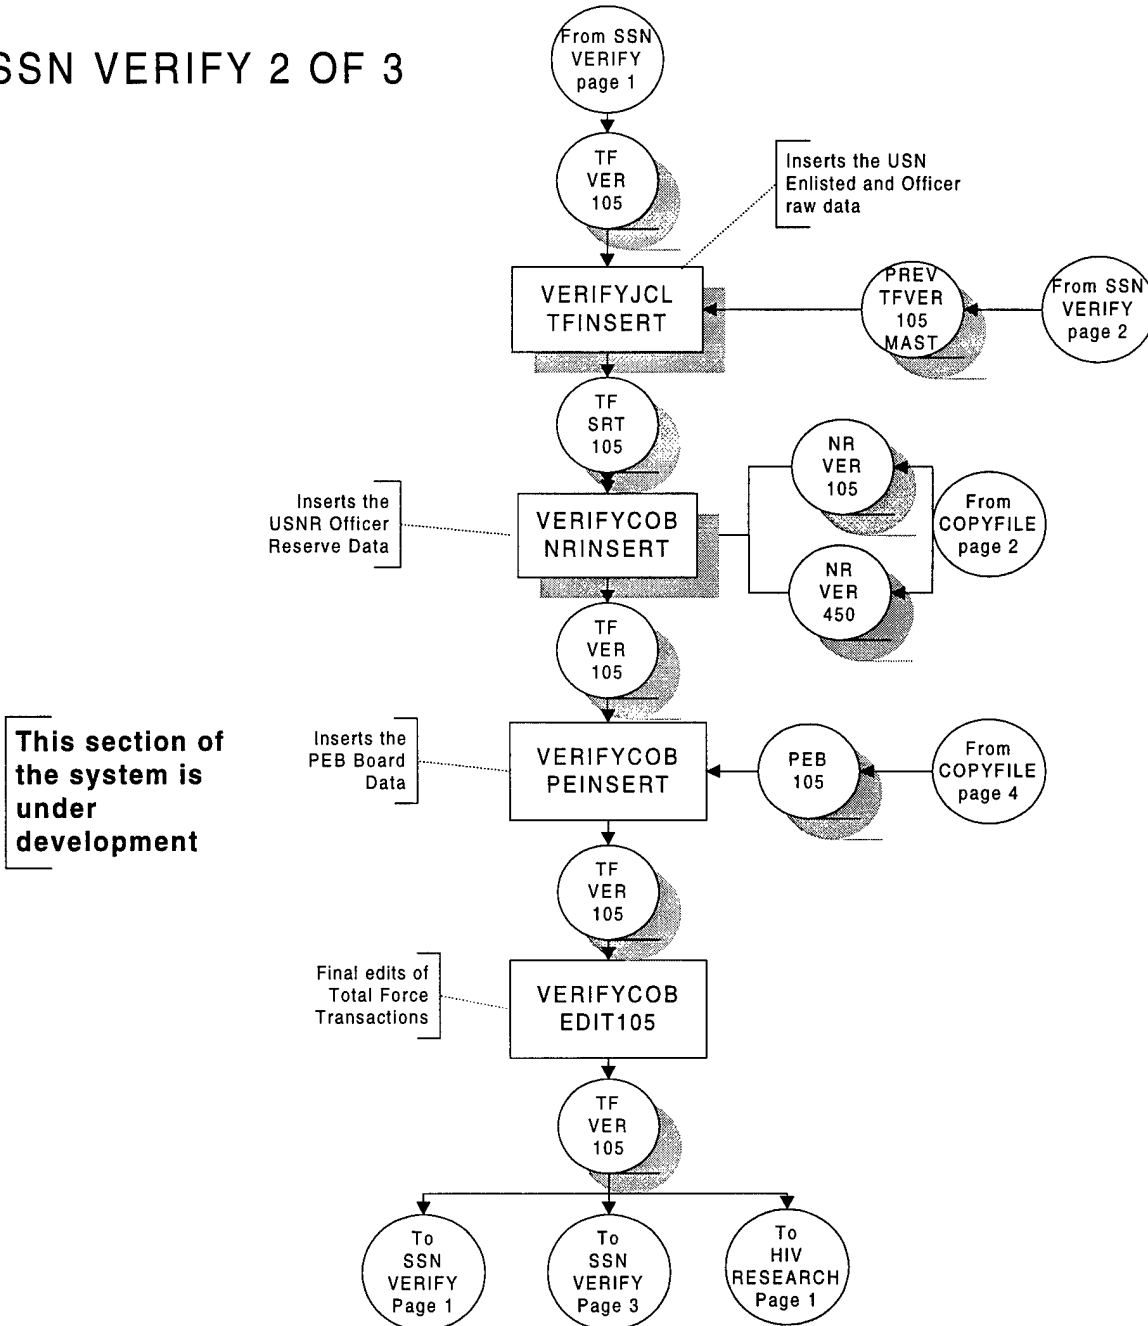 SSN VERIFY 2 OF 3
From SSN
VERIFY
page 1
TF
VER
105
Inserts the USN
Enlisted and Officer
raw data
VERIFYJCL
TFINSERT
PREV
TFVER
105
MAST
From SSN
VERIFY
page 2
TF
SRT
105
Inserts the
USNR Officer
Reserve Data
VERIFYCOB
NRINSERT
NR
VER
105
NR
VER
450
From
COPYFILE
page 2
TF
VER
105
This section of
the system is
under
development
Inserts the
PEB Board
Data
VERIFYCOB
PEINSERT
PEB
105
From
COPYFILE
page 4
TF
VER
105
Final edits of
Total Force
Transactions
VERIFYCOB
EDIT105
TF
VER
105
To
SSN
VERIFY
Page 1
To
SSN
VERIFY
Page 3
To
HIV
RESEARCH
Page 1